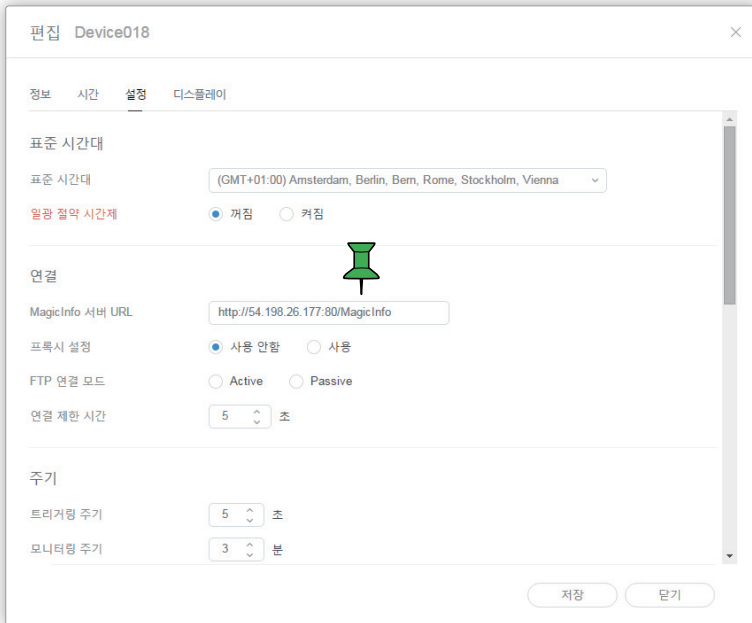 편집 Device018
정보 시간 설정 디스플레이
표준 시간대
표준 시간대 (GMT+01:00) Amsterdam, Berlin, Bern, Rome, Stockholm, Vienna
일광 절약 시간제 꺼짐 켜짐
연결
MagicInfo 서버 URL http://54.198.26.177:80/MagicInfo
프록시 설정 사용 안함 사용
FTP 연결 모드 Active Passive
연결 제한 시간 5 초
주기
트리거링 주기 5 초
모니터링 주기 3 분
저장 닫기